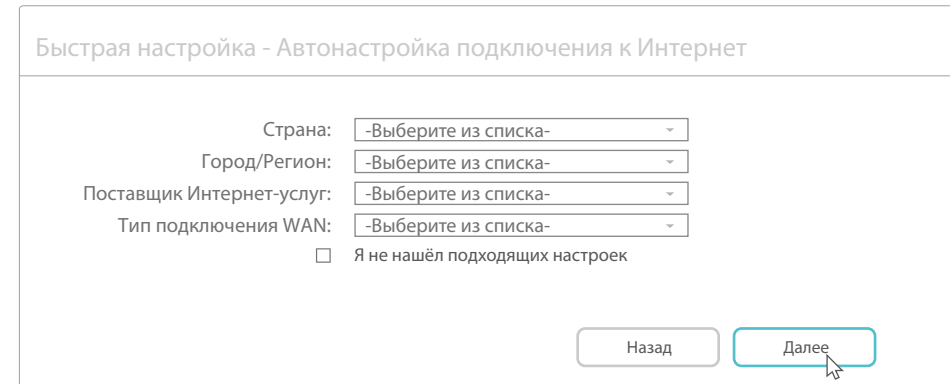 Быстрая настройка - Автонастройка подключения к Интернет
Страна: -Выберите из списка-
Город/Регион: -Выберите из списка-
Поставщик Интернет-услуг: -Выберите из списка-
Тип подключения WAN: -Выберите из списка-
Я не нашёл подходящих настроек
Назад Далее